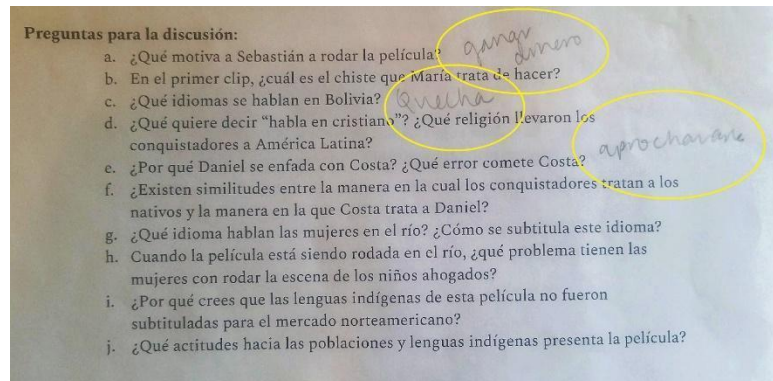 Preguntas para la discusión:
a. ¿Qué motiva a Sebastián a rodar la película? gangr dinero
b. En el primer clip, ¿cuál es el chiste que María trata de hacer?
c. ¿Qué idiomas se hablan en Bolivia? Quecha
d. ¿Qué quiere decir “habla en cristiano”? ¿Qué religión llevaron los
conquistadores a América Latina?
e. ¿Por qué Daniel se enfada con Costa? ¿Qué error comete Costa?
f. ¿Existen similitudes entre la manera en la cual los conquistadores tratan a los
nativos y la manera en la que Costa trata a Daniel?
g. ¿Qué idioma hablan las mujeres en el río? ¿Cómo se subtitula este idioma?
h. Cuando la película está siendo rodada en el río, ¿qué problema tienen las
mujeres con rodar la escena de los niños ahogados?
i. ¿Por qué crees que las lenguas indígenas de esta película no fueron
subtituladas para el mercado norteamericano?
j. ¿Qué actitudes hacia las poblaciones y lenguas indígenas presenta la película?